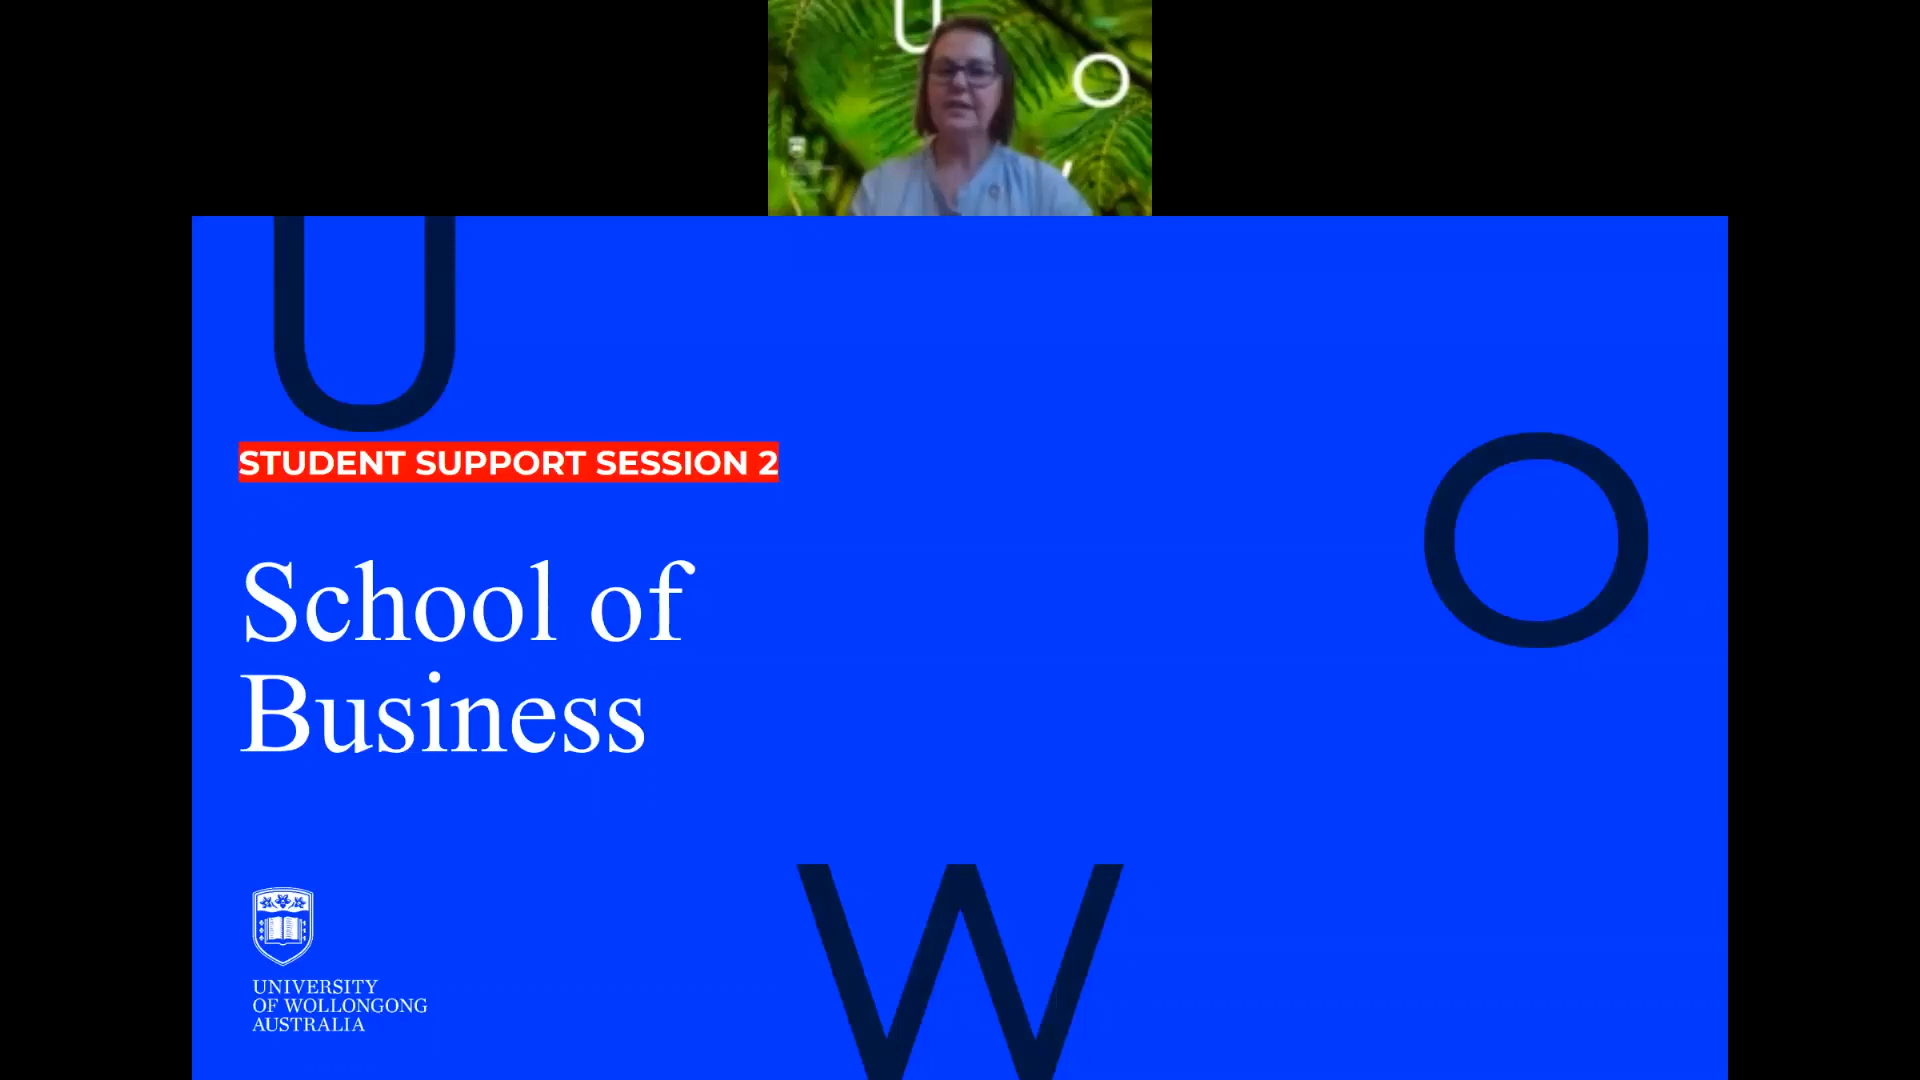 U
O
U
STUDENT SUPPORT SESSION 2
O
School of
Business
W
UNIVERSITY
OF WOLLONGONG
AUSTRALIA